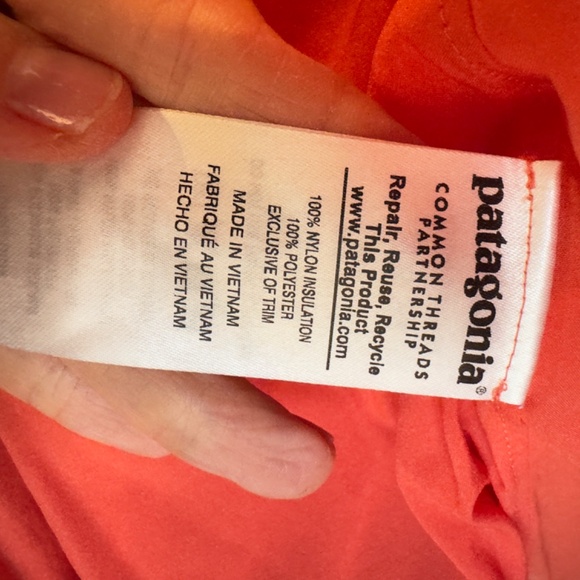 patagonia®
COMMON THREADS
PARTNERSHIP
Repair, Reuse, Recycle
This Product
www.patagonia.com
100% NYLON INSULATION
100% POLYESTER
EXCLUSIVE OF TRIM
MADE IN VIETNAM
FABRIQUÉ AU VIETNAM
HECHO EN VIETNAM